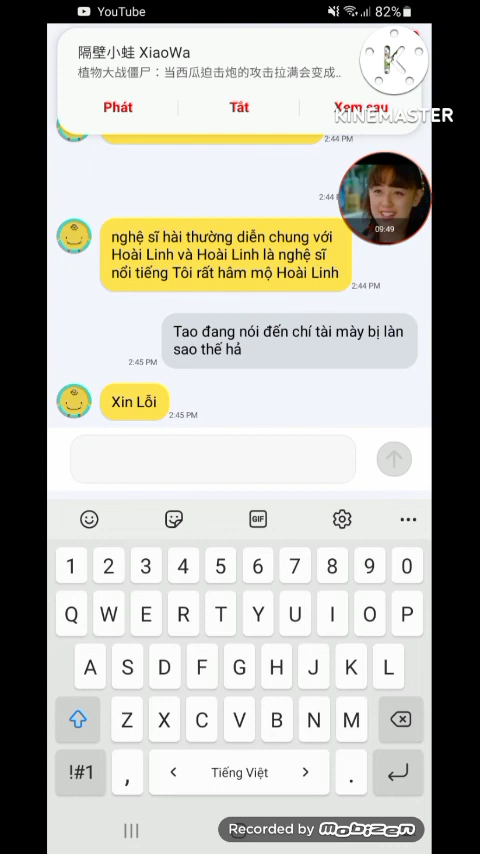 YouTube
82%
隔壁小蛙 XiaoWa
植物大战僵尸：当西瓜迫击炮的攻击拉满会变成..
Phát
Tắt
Xem sau
K
KINEMASTER
2:44 PM
2:44
09:49
nghệ sĩ hài thường diễn chung với
Hoài Linh và Hoài Linh là nghệ sĩ
nổi tiếng Tôi rất hâm mộ Hoài Linh
2:44 PM
Tao đang nói đến chí tài mày bị làn
sao thế hả
2:45 PM
Xin Lỗi
2:45 PM
GIF
1 2 3 4 5 6 7 8 9 0
Q W E R T Y U I O P
A S D F G H J K L
Z X C V B N M
!#1 , < Tiếng Việt > .
Recorded by Mobizen